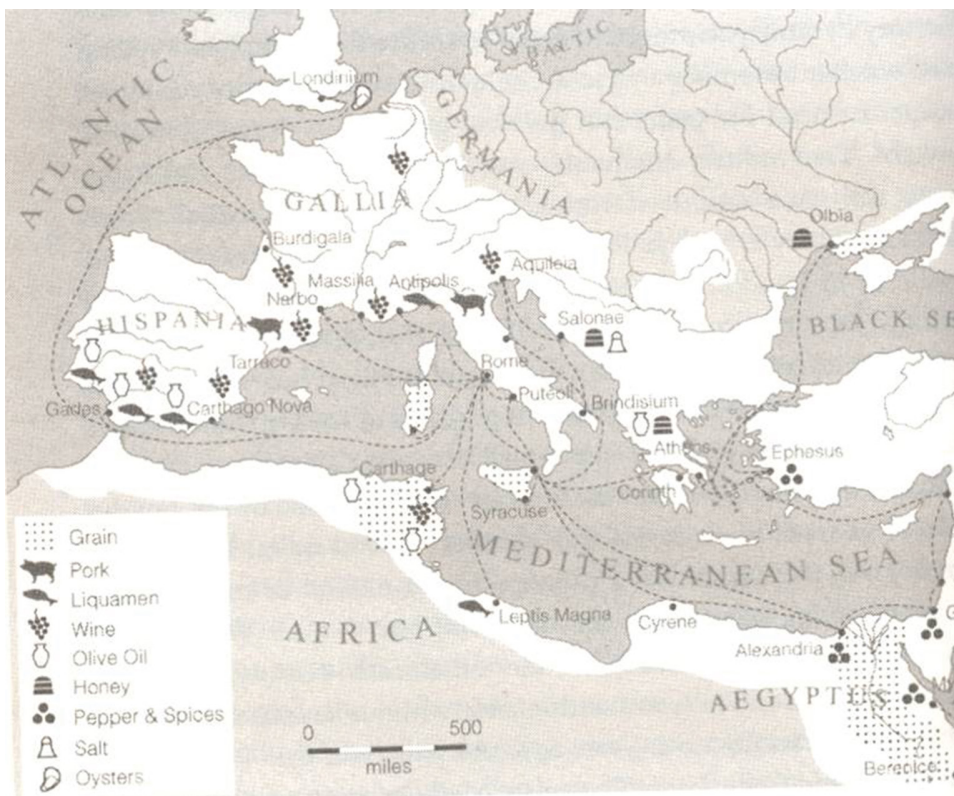 BALTIC
Londinium
ATLANTIC
OCEAN
GERMANIA
GALLIA
Olbia
Burdigala
Massilia
Antipolis
Aquileia
Narbo
BLACK SE
HISPANIA
Salonae
Tarraco
Rome
Puteoli
Brindisium
Gades
Carthago Nova
Athens
Ephesus
Carthage
Corinth
Syracuse
MEDITERRANEAN SEA
Grain
Pork
Liquamen
Leptis Magna
Cyrene
G
Wine
AFRICA
Alexandria
Olive Oil
Honey
AEGYPTUS
M
Pepper & Spices
Salt
0
500
miles
Berenice
Oysters